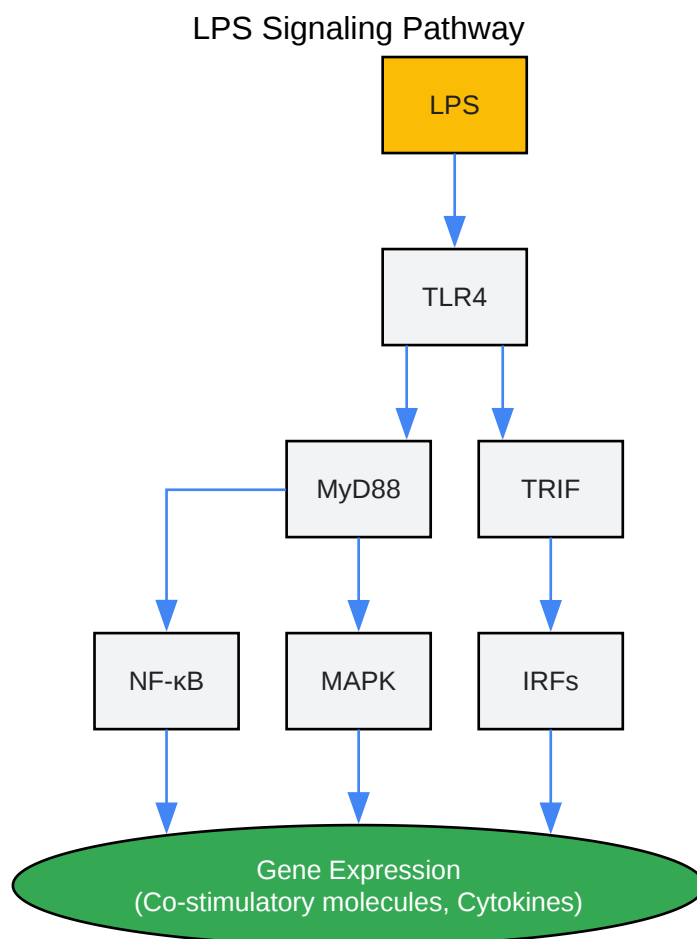 LPS Signaling Pathway
LPS
TLR4
MyD88
TRIF
NF-κB
MAPK
IRFs
Gene Expression
(Co-stimulatory molecules, Cytokines)